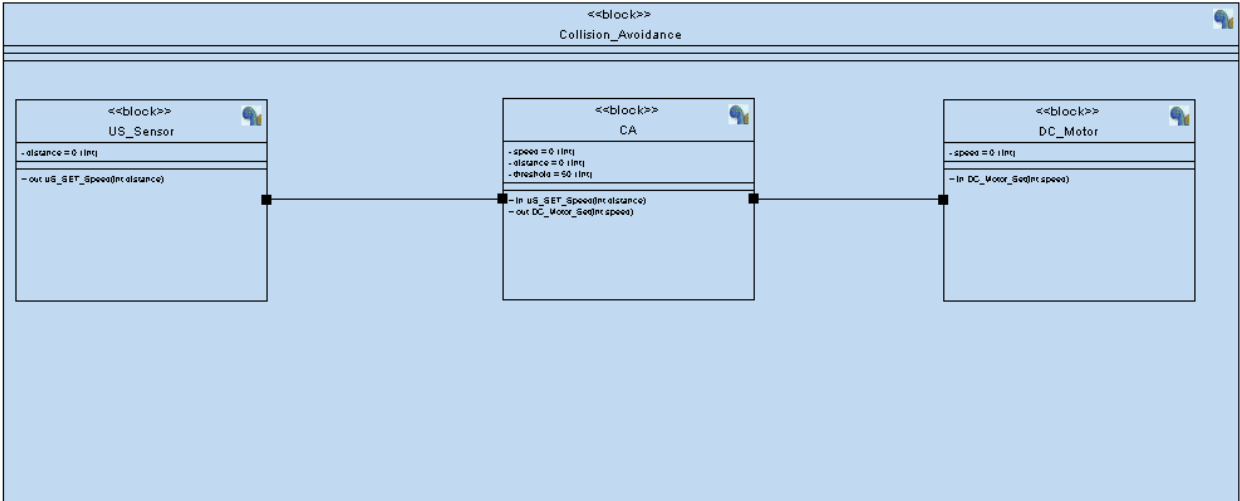 <<block>>
Collision_Avoidance
<<block>>
US_Sensor
- distance = 0 : int;
~ out US_SET_Speed(int distance)
<<block>>
CA
- speed = 0 : int;
- distance = 0 : int;
- threshold = 50 : int;
~ in US_SET_Speed(int distance)
~ out DC_Motor_Set(int speed)
<<block>>
DC_Motor
- speed = 0 : int;
~ in DC_Motor_Set(int speed)